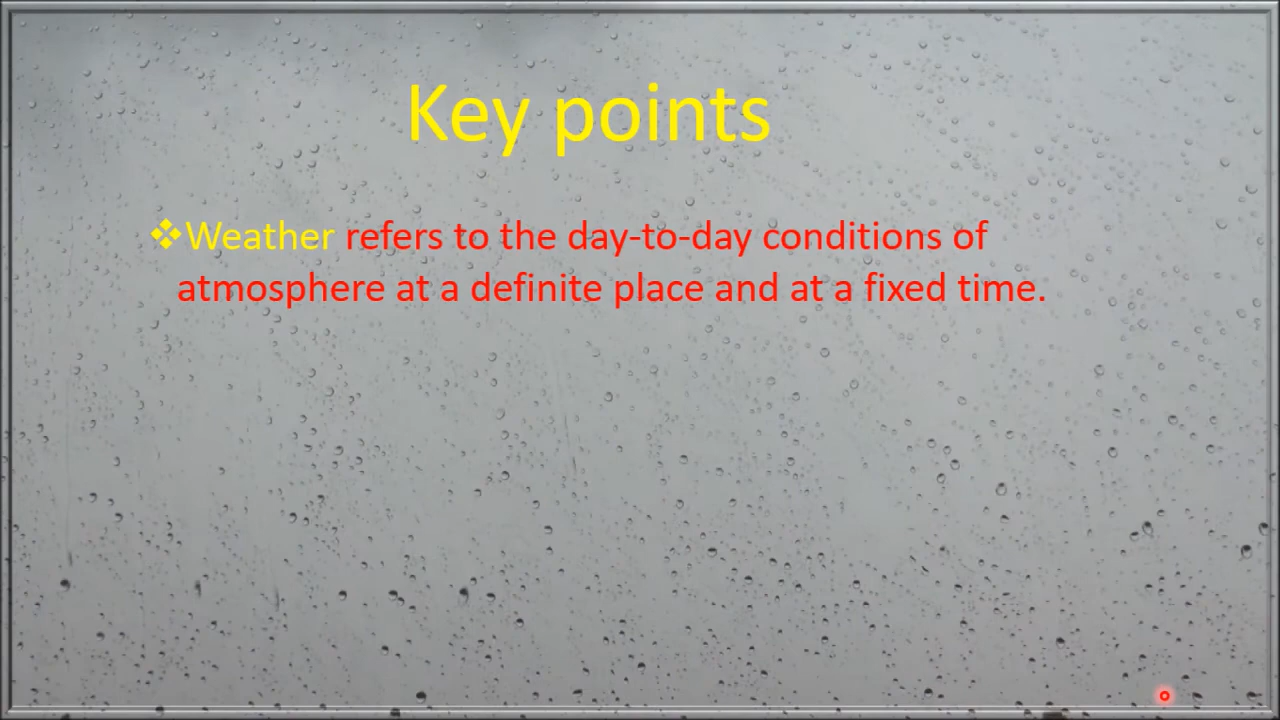 Key points
❖Weather refers to the day-to-day conditions of
atmosphere at a definite place and at a fixed time.